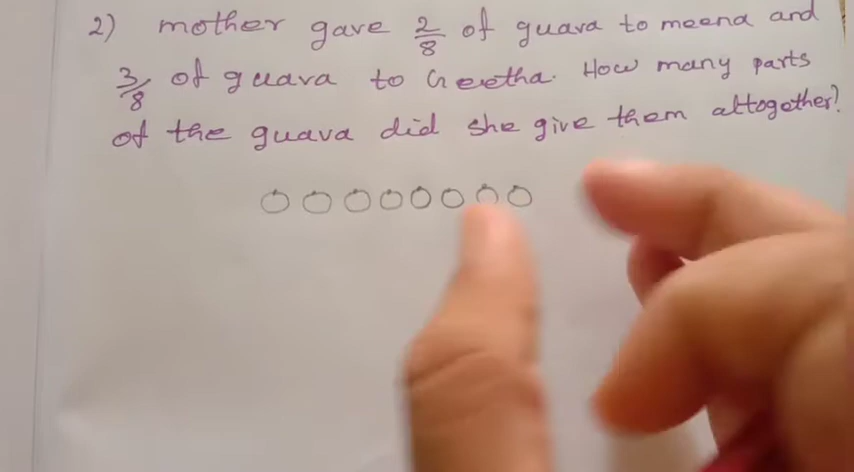 2) mother gave 2/8 of guava to meena and
3/8 of guava to Geetha. How many parts
of the guava did she give them altogether?